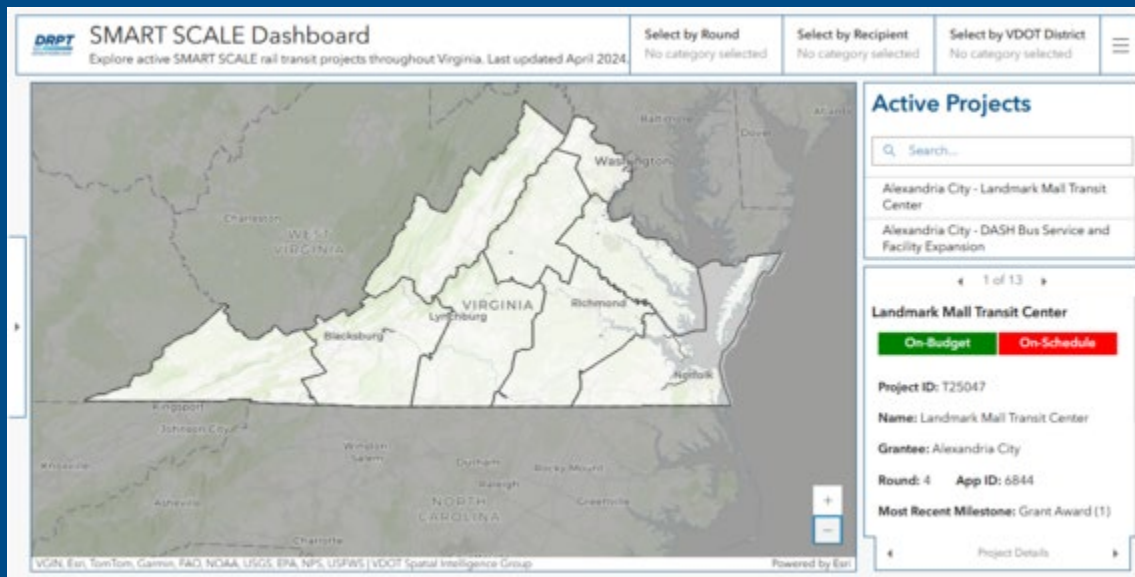 DRPT
SMART SCALE Dashboard
Explore active SMART SCALE rail transit projects throughout Virginia. Last updated April 2024.
Select by Round
No category selected
Select by Recipient
No category selected
Select by VDOT District
No category selected
Baltimore
Dover
Atlantic
Washington
Charleston
WEST
VIRGINIA
VIRGINIA
Richmond
Lynchburg
Blacksburg
Norfolk
Kingsport
Johnson City
Winston
Salem
Knoxville
Durham
Rocky Mount
Raleigh
Asheville
NORTH
CAROLINA
Greenville
Charlotte
+
−
VGIN, Esri, TomTom, Garmin, FAO, NOAA, USGS, EPA, NPS, USFWS | VDOT Spatial Intelligence Group
Powered by Esri
Active Projects
Search...
Alexandria City - Landmark Mall Transit
Center
Alexandria City - DASH Bus Service and
Facility Expansion
1 of 13
Landmark Mall Transit Center
On-Budget
On-Schedule
Project ID: T25047
Name: Landmark Mall Transit Center
Grantee: Alexandria City
Round: 4 App ID: 6844
Most Recent Milestone: Grant Award (1)
Project Details